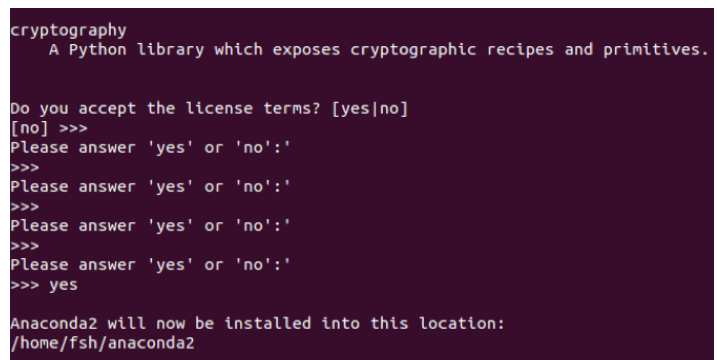 cryptography
A Python library which exposes cryptographic recipes and primitives.
Do you accept the license terms? [yes|no]
[no] >>>
Please answer 'yes' or 'no':'
>>>
Please answer 'yes' or 'no':'
>>>
Please answer 'yes' or 'no':'
>>>
Please answer 'yes' or 'no':'
>>> yes
Anaconda2 will now be installed into this location:
/home/fsh/anaconda2